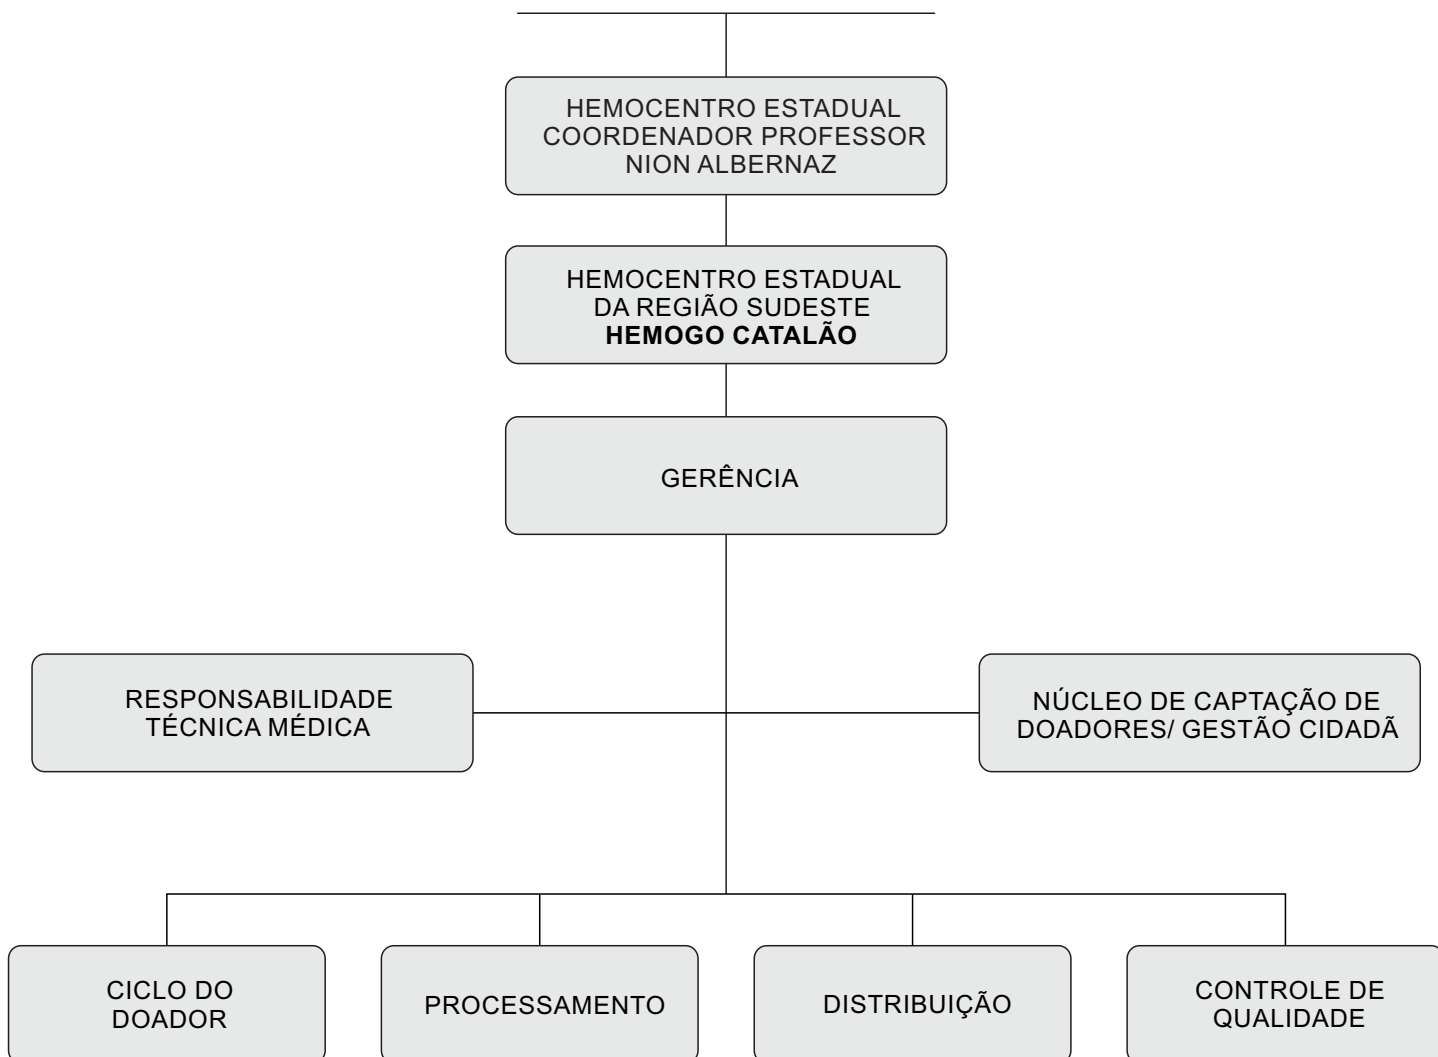 HEMOCENTRO ESTADUAL
COORDENADOR PROFESSOR
NION ALBERNAZ
HEMOCENTRO ESTADUAL
DA REGIÃO SUDESTE
HEMOGO CATALÃO
GERÊNCIA
RESPONSABILIDADE
TÉCNICA MÉDICA
NÚCLEO DE CAPTAÇÃO DE
DOADORES/ GESTÃO CIDADÃ
CICLO DO
DOADOR
PROCESSAMENTO
DISTRIBUIÇÃO
CONTROLE DE
QUALIDADE